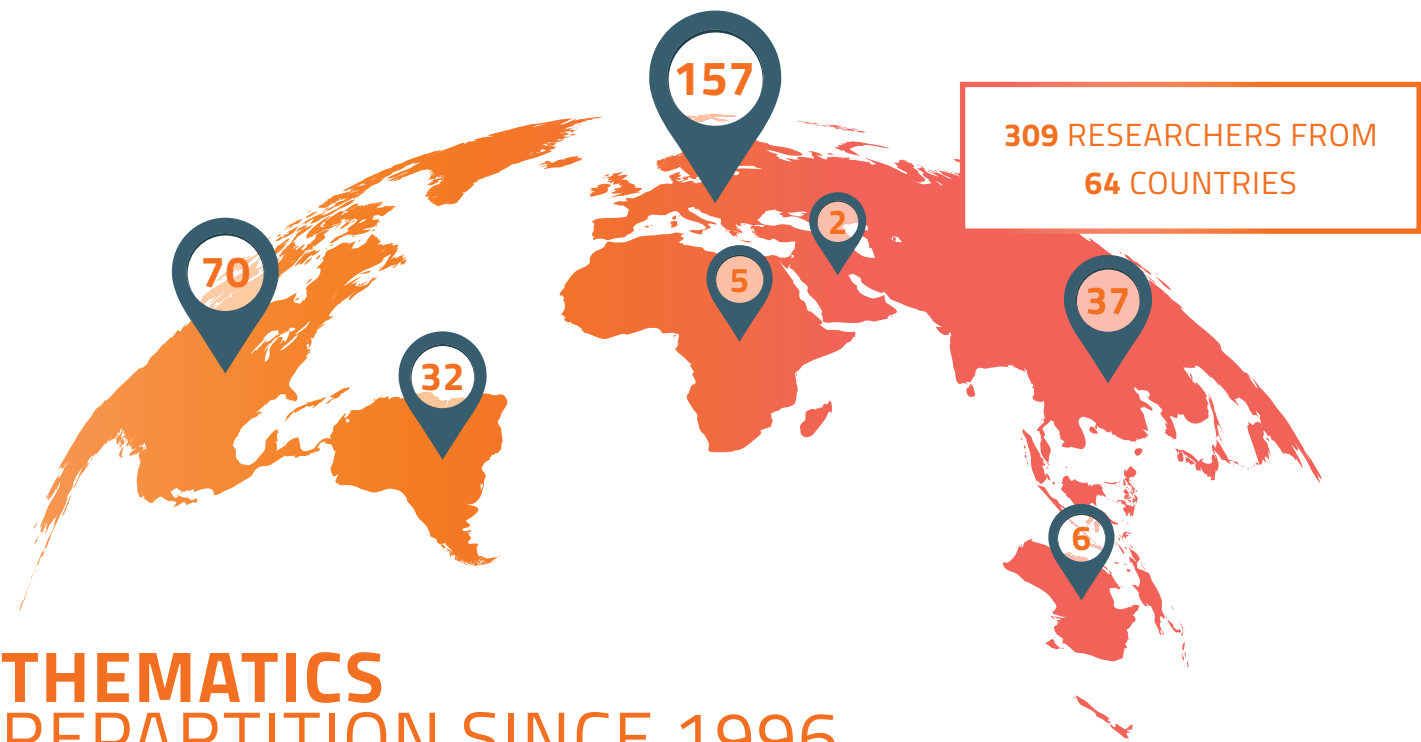 157
309 RESEARCHERS FROM
64 COUNTRIES
2
70
5
37
32
6
THEMATICS
REPARTITION SINCE 1996